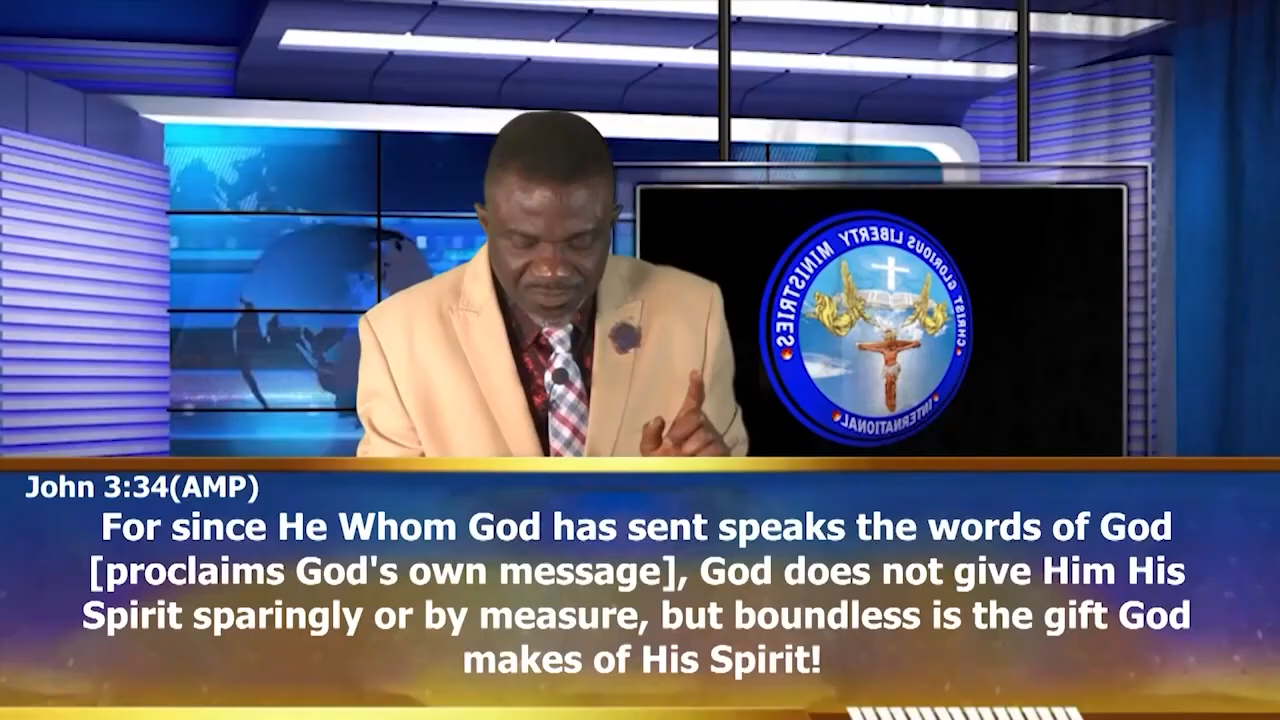 CHRIST GLORIOUS LIBERTY MINISTRIES
INTERNATIONAL
John 3:34(AMP)
For since He Whom God has sent speaks the words of God
[proclaims God's own message], God does not give Him His
Spirit sparingly or by measure, but boundless is the gift God
makes of His Spirit!